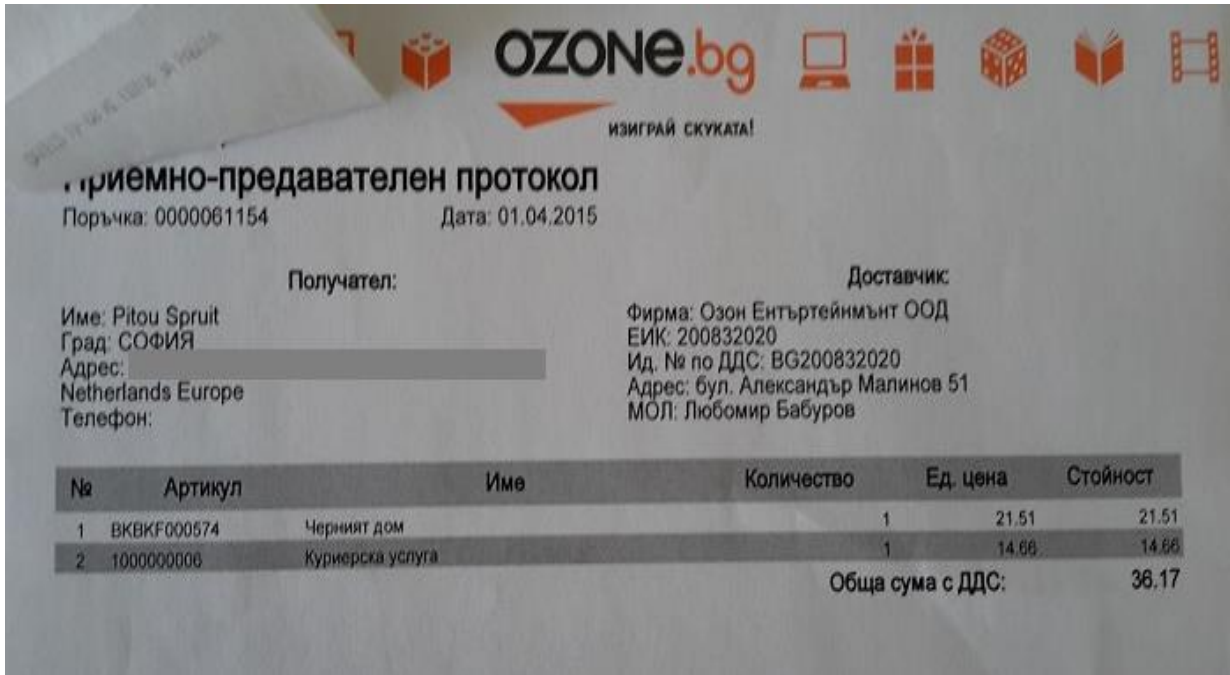 OZONE.bg
ИЗИГРАЙ СКУКАТА!
Приемно-предавателен протокол
Поръчка: 0000061154 Дата: 01.04.2015
Получател: Доставчик:
Име: Pitou Spruit Фирма: Озон Ентъртейнмънт ООД
Град: СОФИЯ ЕИК: 200832020
Адрес: Ид. № по ДДС: BG200832020
Netherlands Europe Адрес: бул. Александър Малинов 51
Телефон: МОЛ: Любомир Бабуров
№ Артикул Име Количество Ед. цена Стойност
1 BKBKF000574 Черният дом 1 21.51 21.51
2 1000000006 Куриерска услуга 1 14.66 14.66
Обща сума с ДДС: 36.17